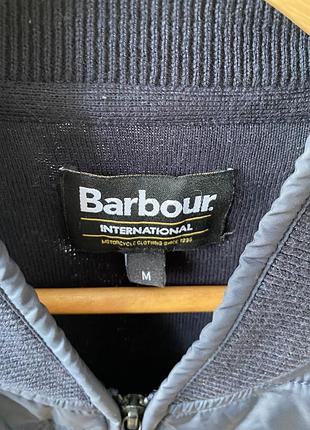 Barbour
INTERNATIONAL
MOTORCYCLE CLOTHING SINCE 1936
M